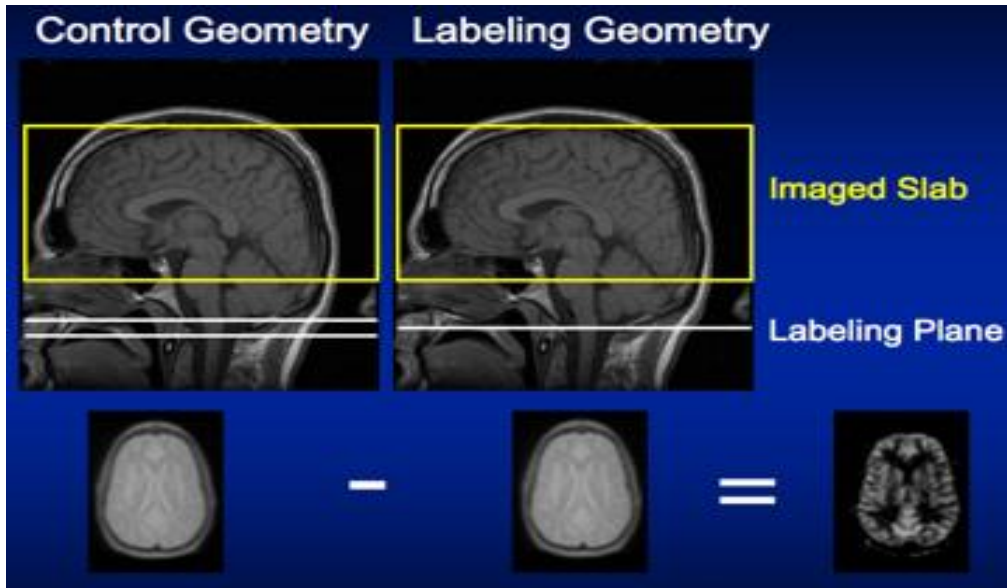 Control Geometry
Labeling Geometry
Imaged Slab
Labeling Plane